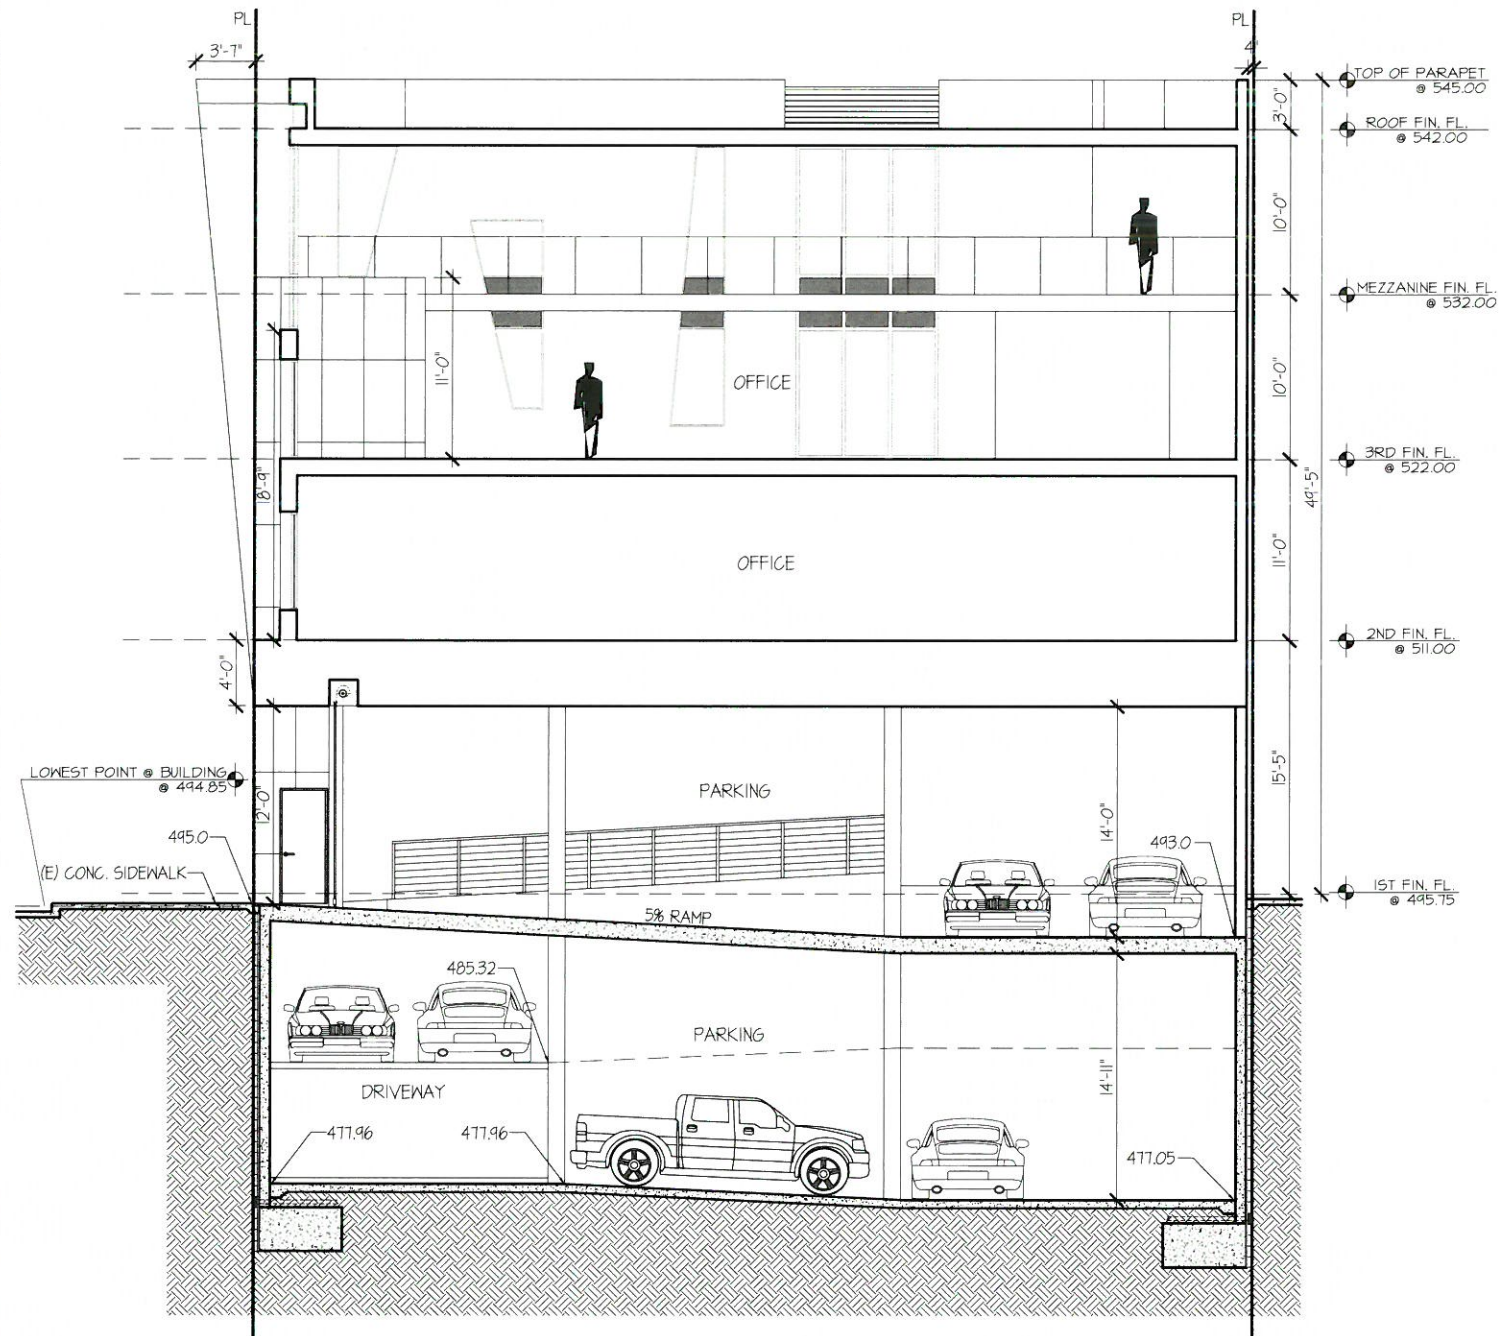 PL
PL
3'-7"
4"
TOP OF PARAPET
@ 545.00
3'-0"
ROOF FIN. FL.
@ 542.00
10'-0"
MEZZANINE FIN. FL.
@ 532.00
11'-0"
OFFICE
10'-0"
3RD FIN. FL.
@ 522.00
18'-9"
49'-5"
OFFICE
11'-0"
2ND FIN. FL.
@ 511.00
4'-0"
LOWEST POINT @ BUILDING
@ 494.85
12'-0"
PARKING
14'-0"
15'-5"
495.0
493.0
(E) CONC. SIDEWALK
1ST FIN. FL.
@ 495.75
5% RAMP
485.32
PARKING
14'-11"
DRIVEWAY
477.96
477.96
477.05